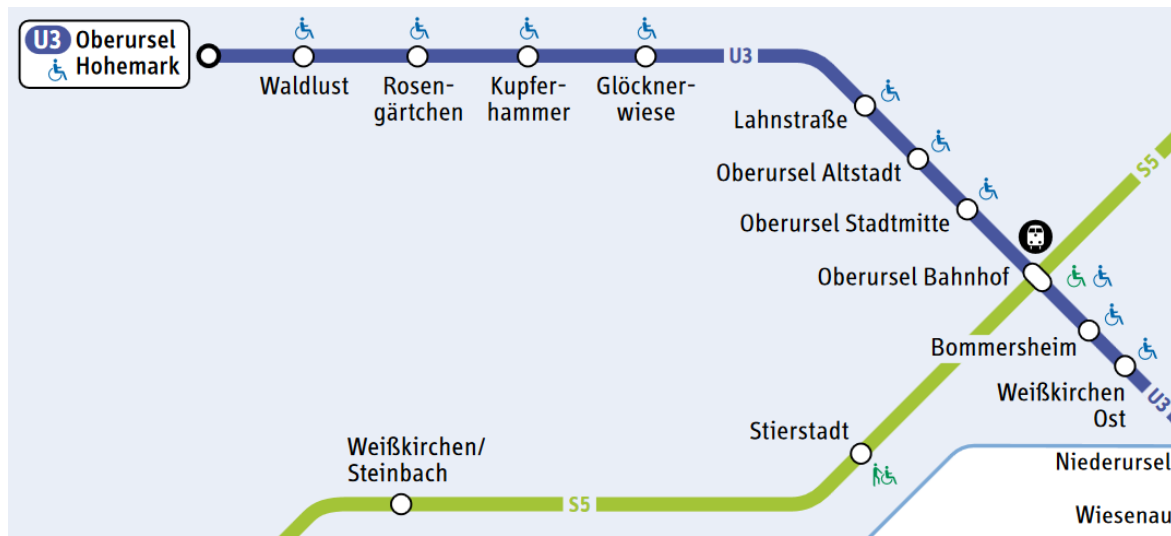 U3 Oberursel
Hohemark
Waldlust
Rosen-
gärtchen
Kupfer-
hammer
Glöckner-
wiese
U3
Lahnstraße
Oberursel Altstadt
S5
Oberursel Stadtmitte
Oberursel Bahnhof
Bommersheim
Weißkirchen
Ost
U3
Stierstadt
Weißkirchen/
Steinbach
S5
Niederursel
Wiesenau